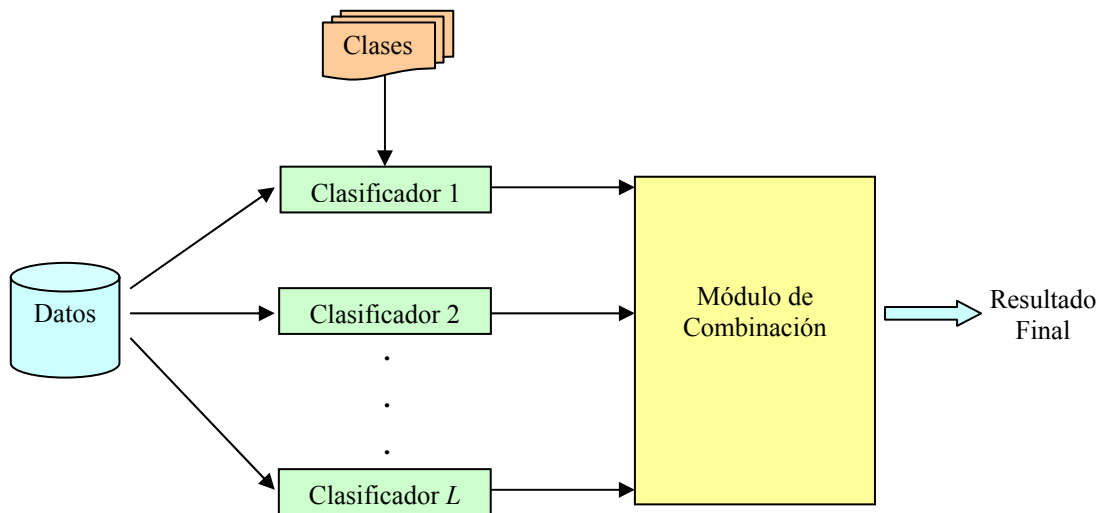 Clases
Clasificador 1
Datos
Clasificador 2
.
.
.
Clasificador L
Módulo de
Combinación
Resultado
Final